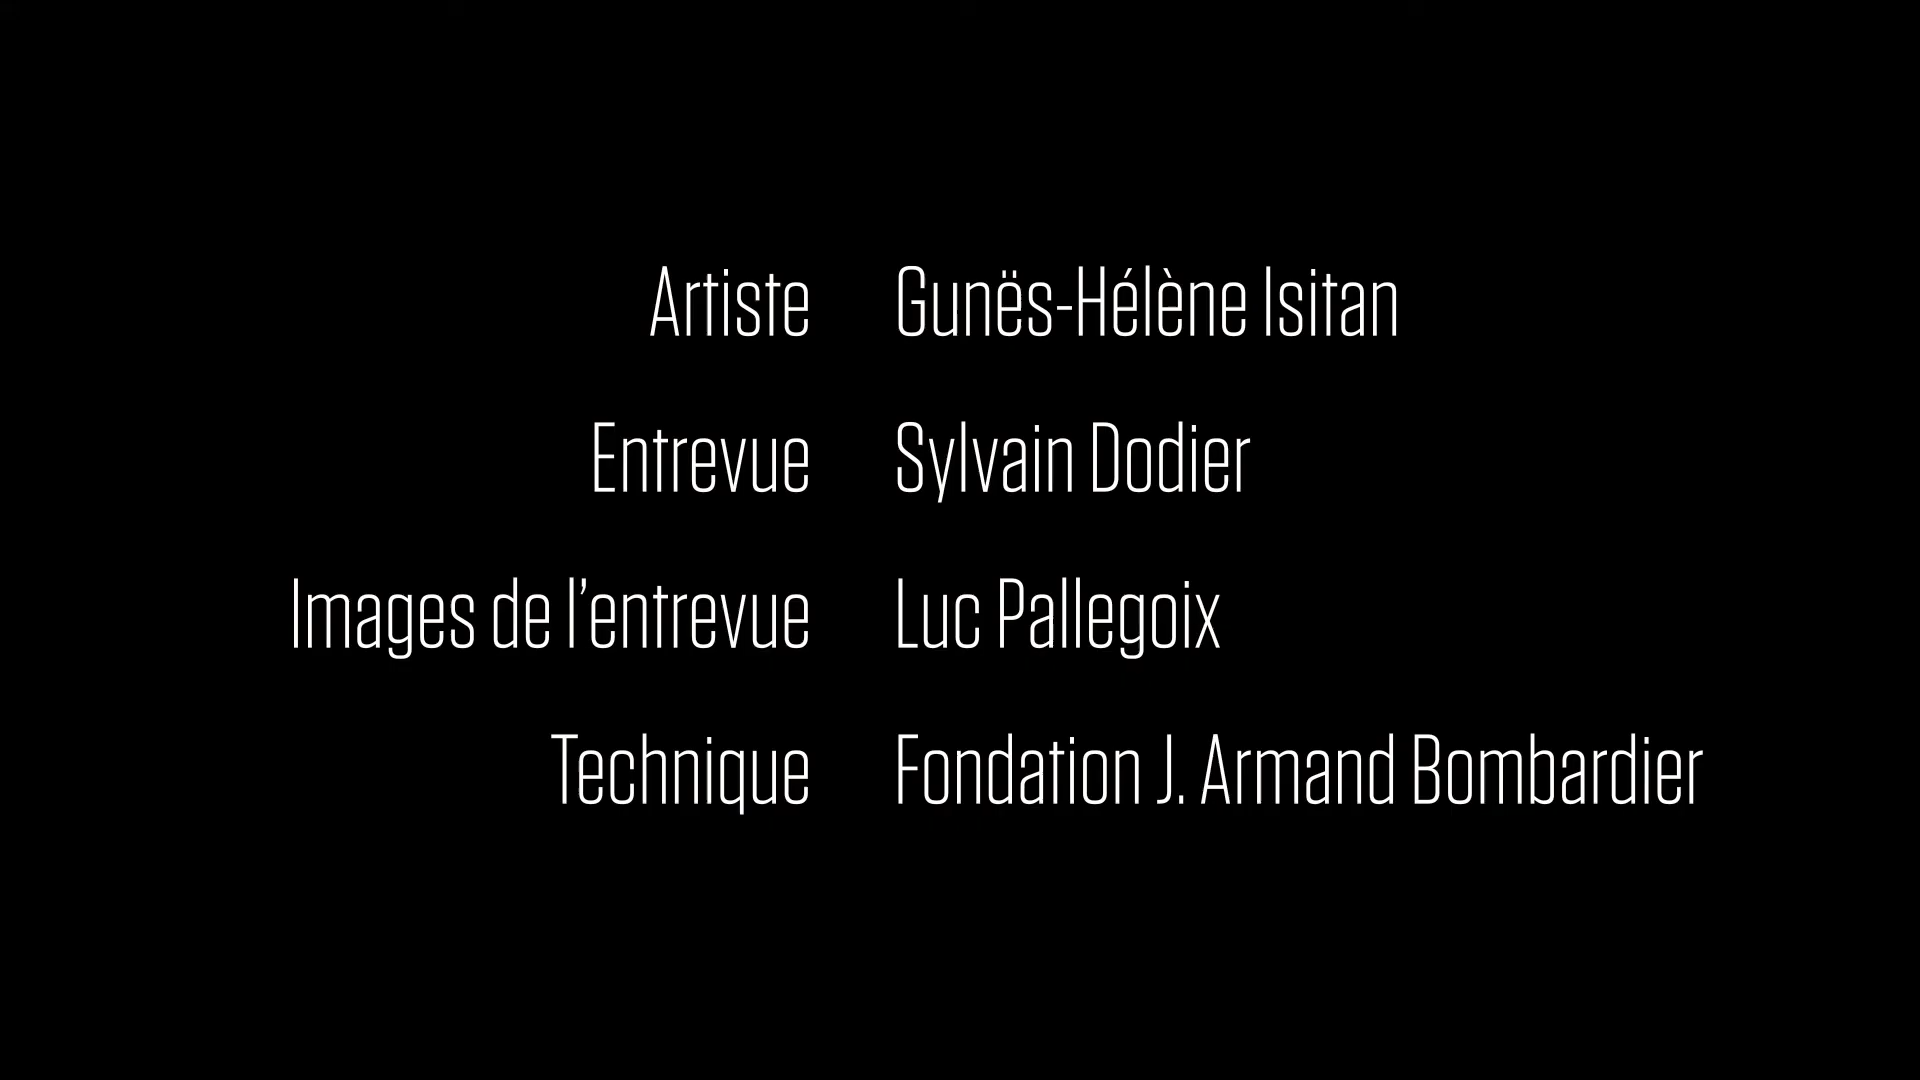 Artiste Gunës-Hélène Isitan
Entrevue Sylvain Dodier
Images de l’entrevue Luc Pallegoix
Technique Fondation J. Armand Bombardier